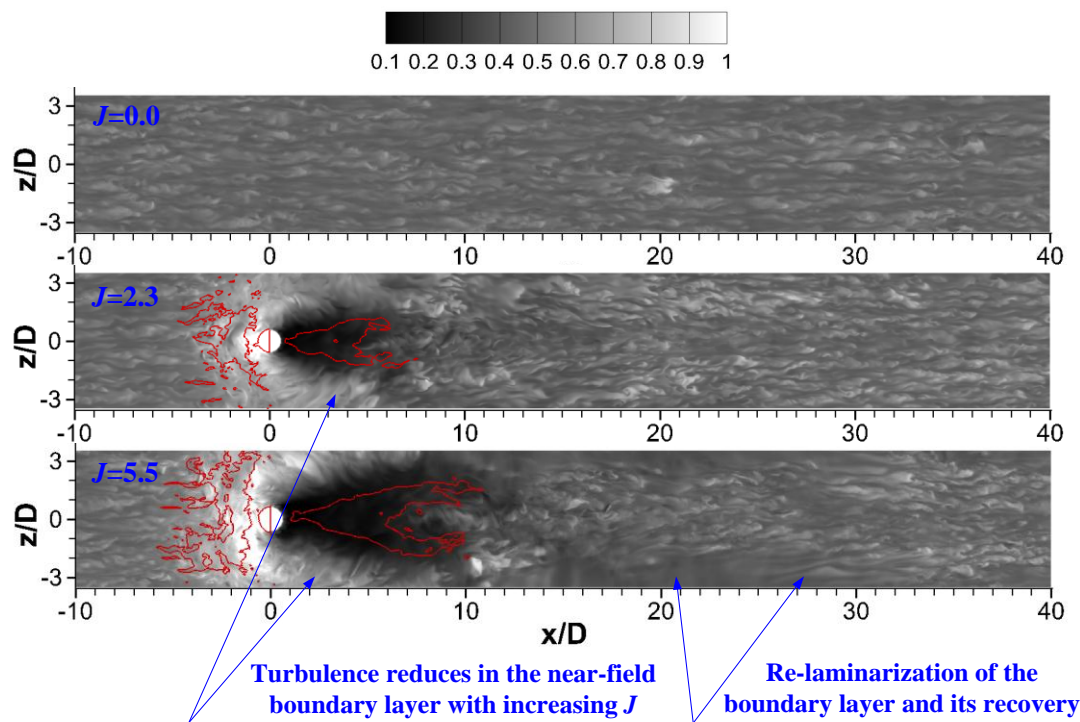 0.1 0.2 0.3 0.4 0.5 0.6 0.7 0.8 0.9 1
J=0.0
z/D
3
0
-3
-10 0 10 20 30 40
J=2.3
z/D
3
0
-3
-10 0 10 20 30 40
J=5.5
z/D
3
0
-3
-10 0 10 20 30 40
x/D
Turbulence reduces in the near-field
boundary layer with increasing J
Re-laminarization of the
boundary layer and its recovery